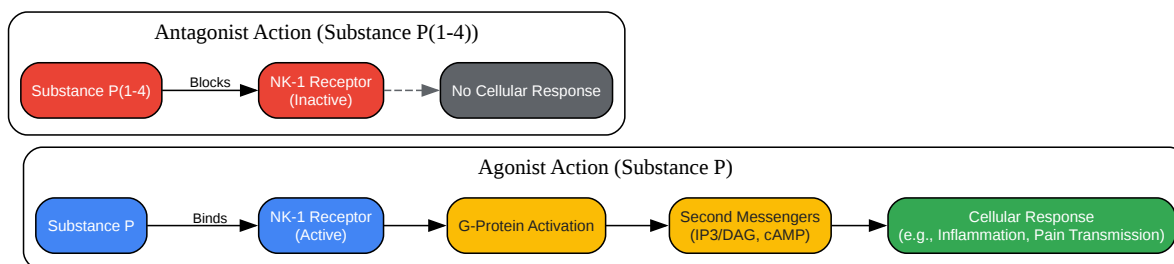 Antagonist Action (Substance P(1-4))
Substance P(1-4)
Blocks
NK-1 Receptor
(Inactive)
No Cellular Response
Agonist Action (Substance P)
Substance P
Binds
NK-1 Receptor
(Active)
G-Protein Activation
Second Messengers
(IP3/DAG, cAMP)
Cellular Response
(e.g., Inflammation, Pain Transmission)